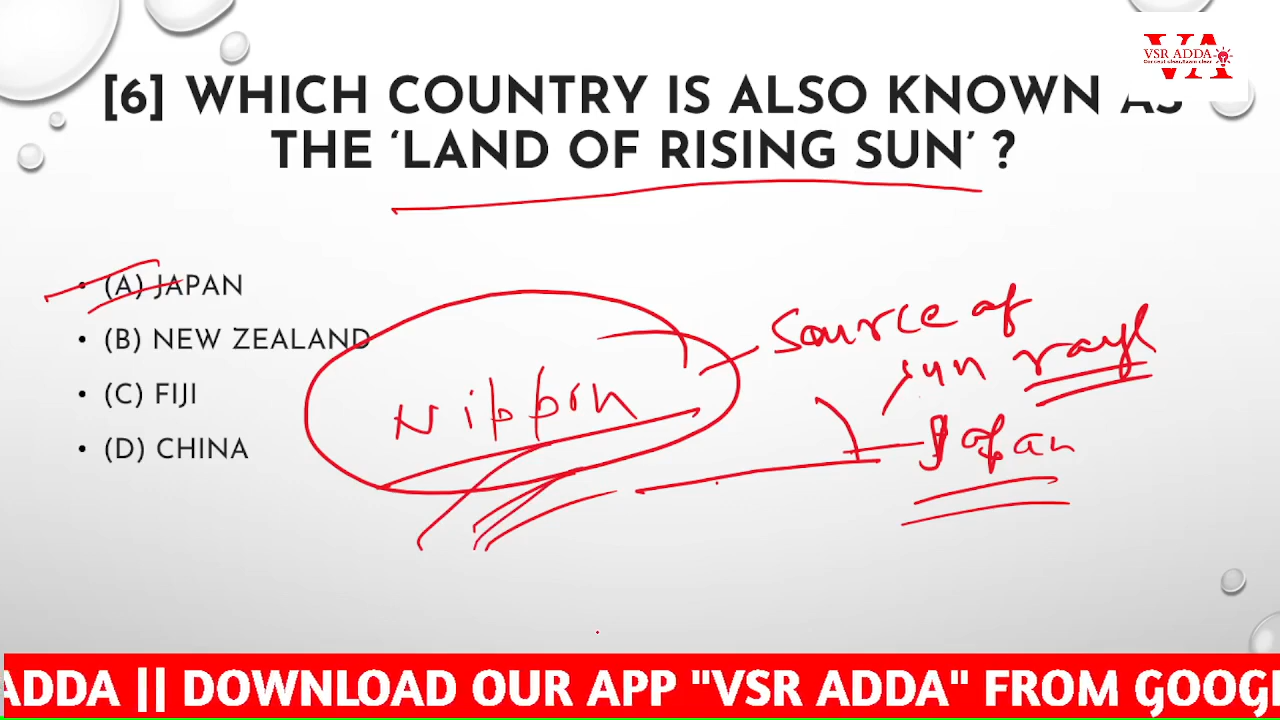 VSR ADDA
[6] WHICH COUNTRY IS ALSO KNOWN AS
THE ‘LAND OF RISING SUN’ ?
• (A) JAPAN
• (B) NEW ZEALAND
• (C) FIJI
• (D) CHINA
Nippon
Source of
sun rays
Japan
ADDA || DOWNLOAD OUR APP "VSR ADDA" FROM GOOGL